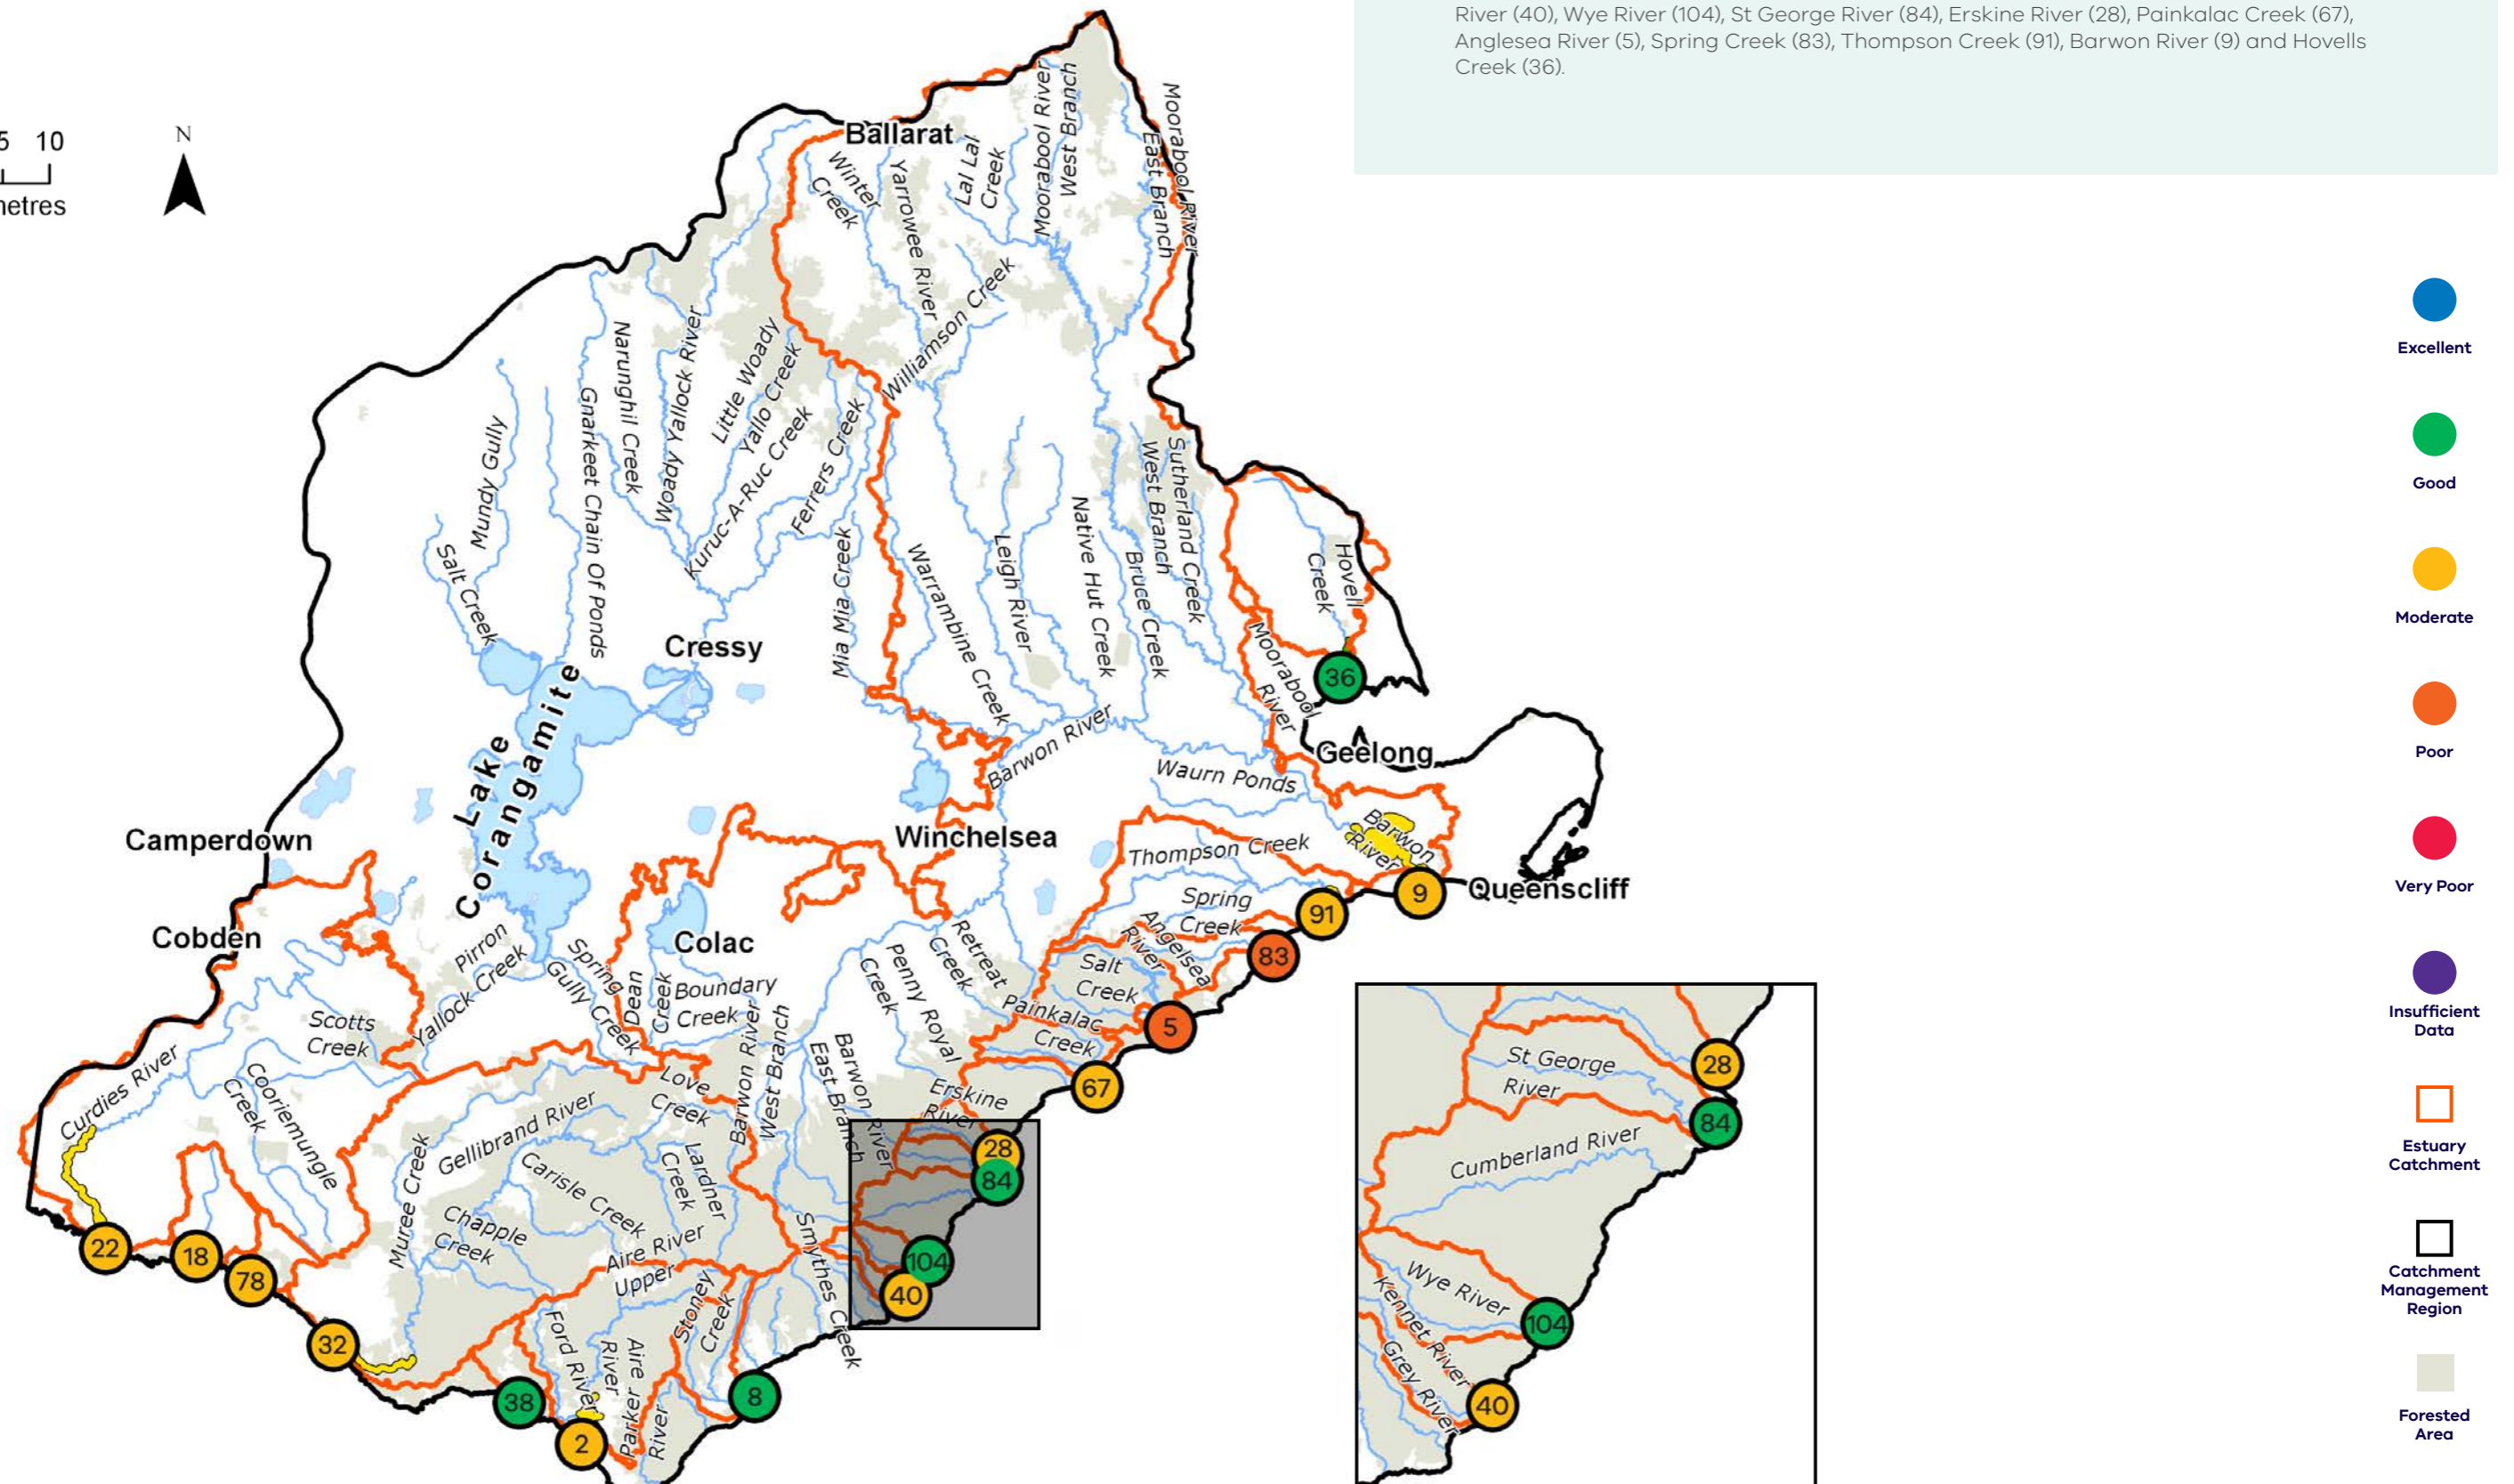 River (40), Wye River (104), St George River (84), Erskine River (28), Painkalac Creek (67),
Anglesea River (5), Spring Creek (83), Thompson Creek (91), Barwon River (9) and Hovells
Creek (36).
5 10
metres
N
Ballarat
Winter
Creek
Yarrowee River
Lal Lal
Creek
Moorabool River
West Branch
Moorabool River
East Branch
Williamson Creek
Narunghil Creek
Gnarkeet Chain Of Ponds
Woady Yallock River
Little Woady
Yallo Creek
Kuruc-A-Ruc Creek
Ferrers Creek
Mundy Gully
Salt Creek
Mia Mia Creek
Warrambine Creek
Leigh River
Native Hut Creek
Bruce Creek
Sutherland Creek
West Branch
Hovell
Creek
Moorabool
River
36
Cressy
Lake
Corangamite
Geelong
Barwon River
Waurn Ponds
Barwon
River
Camperdown
Winchelsea
Thompson Creek
9
Queenscliff
91
Spring
Creek
83
Angelsea
River
Salt
Creek
5
Cobden
Colac
Pirron
Yallock Creek
Spring
Gully Creek
Dean
Creek
Boundary
Creek
Retreat
Creek
Penny Royal
Creek
Painkalac
Creek
67
Scotts
Creek
Curdies River
Cooriemungle
Creek
Love
Creek
Barwon River
West Branch
Barwon River
East Branch
Erskine
River
28
84
104
40
Gellibrand River
Muree Creek
Carisle Creek
Lardner
Creek
Chapple
Creek
Aire River
Upper
Smythes Creek
Stoney
Creek
Ford River
Aire
River
Parker
River
22
18
78
32
38
2
8
St George
River
28
84
Cumberland River
Wye River
104
Kennet River
Grey River
40
Excellent
Good
Moderate
Poor
Very Poor
Insufficient
Data
Estuary
Catchment
Catchment
Management
Region
Forested
Area